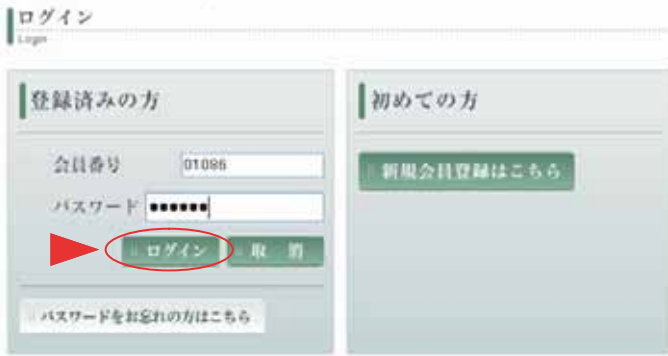 ログイン
Login
登録済みの方
会員番号 01086
パスワード ●●●●●●
ログイン 取 消
パスワードをお忘れの方はこちら
初めての方
新規会員登録はこちら